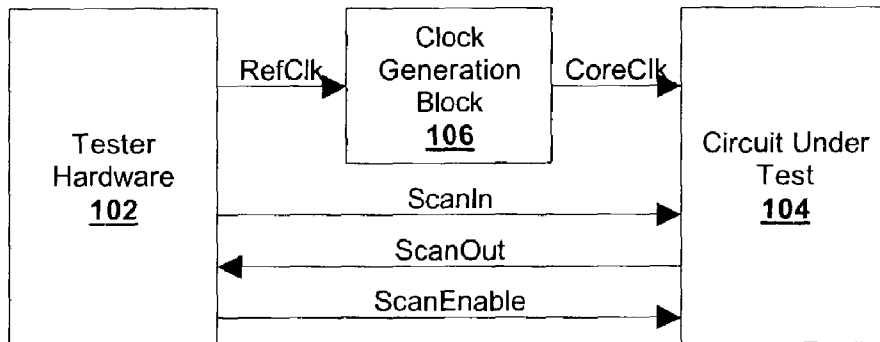 Clock
Generation
Block
106
RefClk
CoreClk
Tester
Hardware
102
Circuit Under
Test
104
ScanIn
ScanOut
ScanEnable